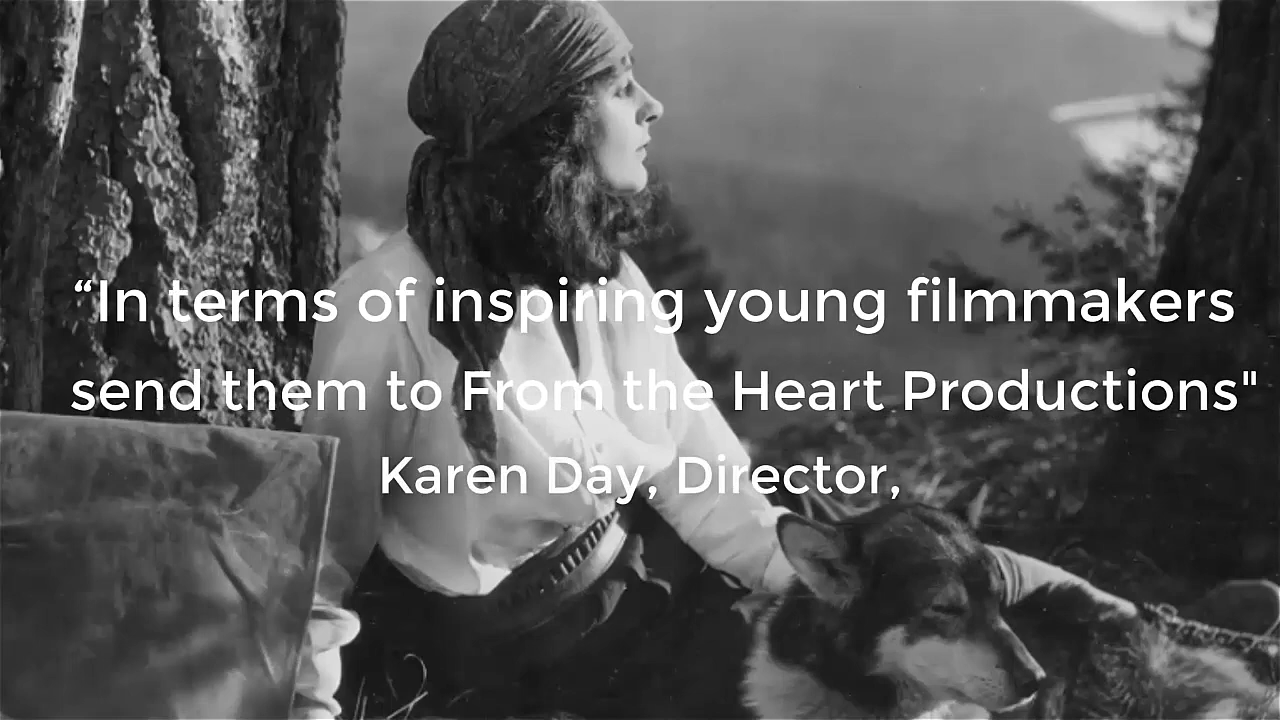 “In terms of inspiring young filmmakers
send them to From the Heart Productions"
Karen Day, Director,